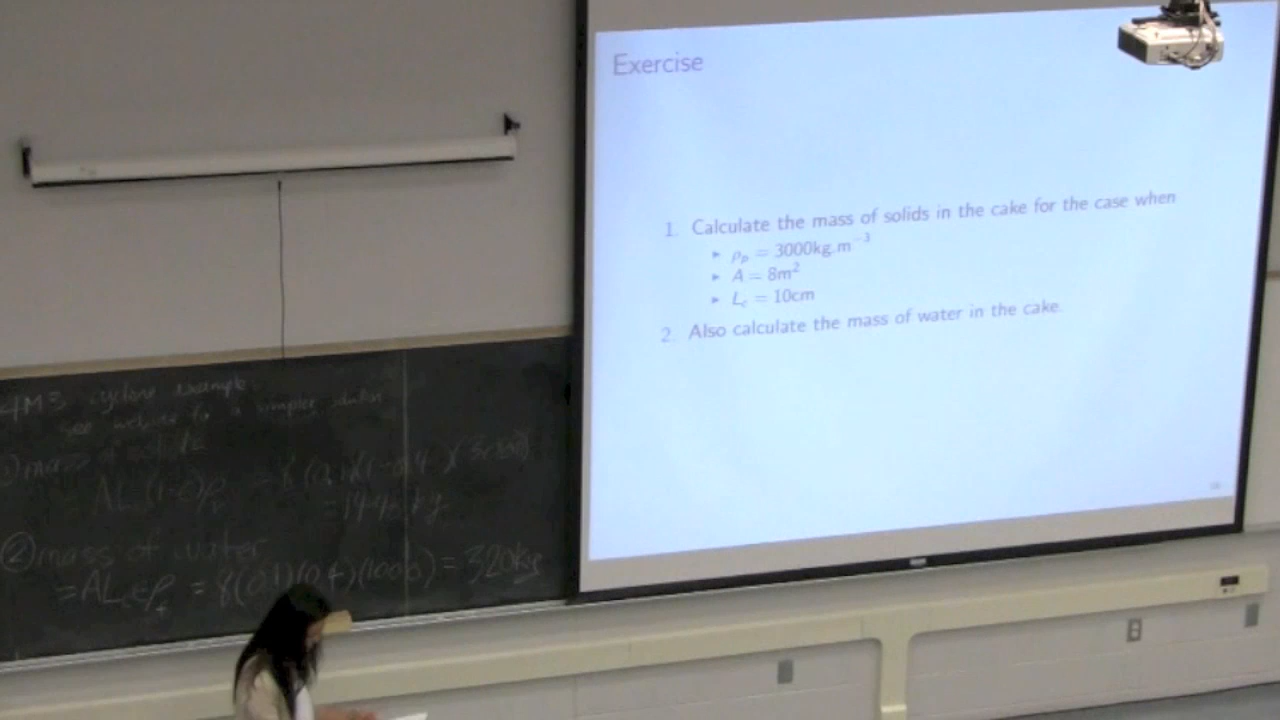 Exercise
1. Calculate the mass of solids in the cake for the case when
▸ ρp = 3000kg.m⁻³
▸ A = 8m²
▸ Lc = 10cm
2. Also calculate the mass of water in the cake.
4M3 cyclone example
see website for a simpler solution
① mass of solids
= AL (1-ϵ)ρp = 8(0.1)(1-0.4)(3000)
= 1440 kg
② mass of water
= ALc ϵ ρf = 8(0.1)(0.4)(1000) = 320kg